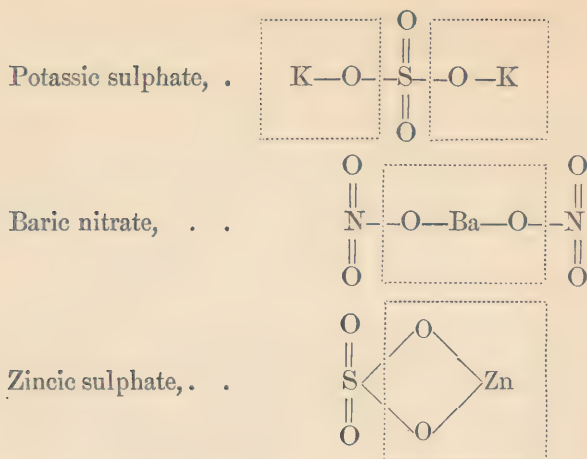 O
Potassic sulphate, . K—O—S—O—K
O
O O
Baric nitrate, . . N—O—Ba—O—N
O O
O O
Zincic sulphate, . . S Zn
O O